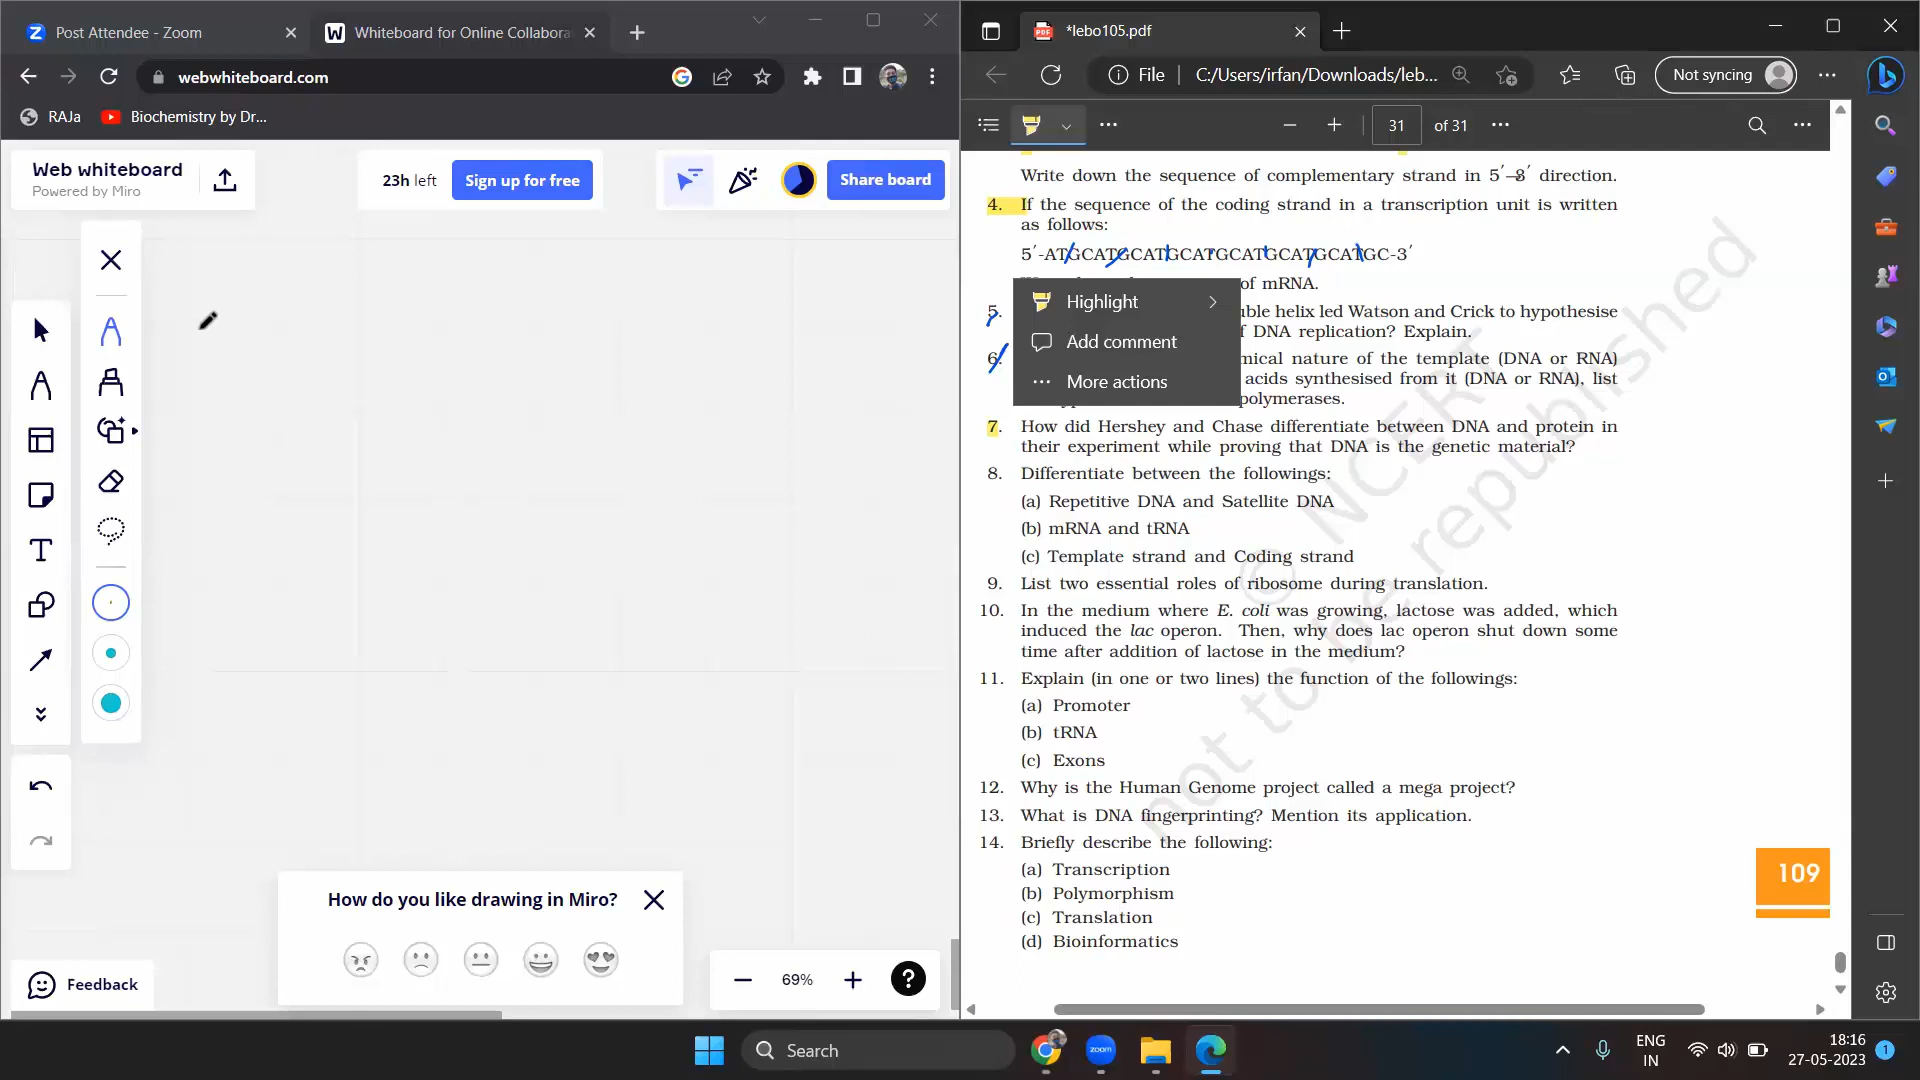 Post Attendee - Zoom
Whiteboard for Online Collabora
webwhiteboard.com
RAJa
Biochemistry by Dr...
Web whiteboard
Powered by Miro
23h left
Sign up for free
Share board
How do you like drawing in Miro?
69%
?
Feedback
*lebo105.pdf
File
C:/Users/irfan/Downloads/leb...
Not syncing
31
of 31
Write down the sequence of complementary strand in 5′→3′ direction.
4. If the sequence of the coding strand in a transcription unit is written
as follows:
5′-ATGCATGCATGCATGCATGCATGCATGC-3′
of mRNA.
5.
uble helix led Watson and Crick to hypothesise
f DNA replication? Explain.
6.
mical nature of the template (DNA or RNA)
acids synthesised from it (DNA or RNA), list
polymerases.
Highlight
Add comment
More actions
7. How did Hershey and Chase differentiate between DNA and protein in
their experiment while proving that DNA is the genetic material?
8. Differentiate between the followings:
(a) Repetitive DNA and Satellite DNA
(b) mRNA and tRNA
(c) Template strand and Coding strand
9. List two essential roles of ribosome during translation.
10. In the medium where E. coli was growing, lactose was added, which
induced the lac operon. Then, why does lac operon shut down some
time after addition of lactose in the medium?
11. Explain (in one or two lines) the function of the followings:
(a) Promoter
(b) tRNA
(c) Exons
12. Why is the Human Genome project called a mega project?
13. What is DNA fingerprinting? Mention its application.
14. Briefly describe the following:
(a) Transcription
(b) Polymorphism
(c) Translation
(d) Bioinformatics
109
© NCERT
not to be republished
Search
zoom
ENG
IN
18:16
27-05-2023
1